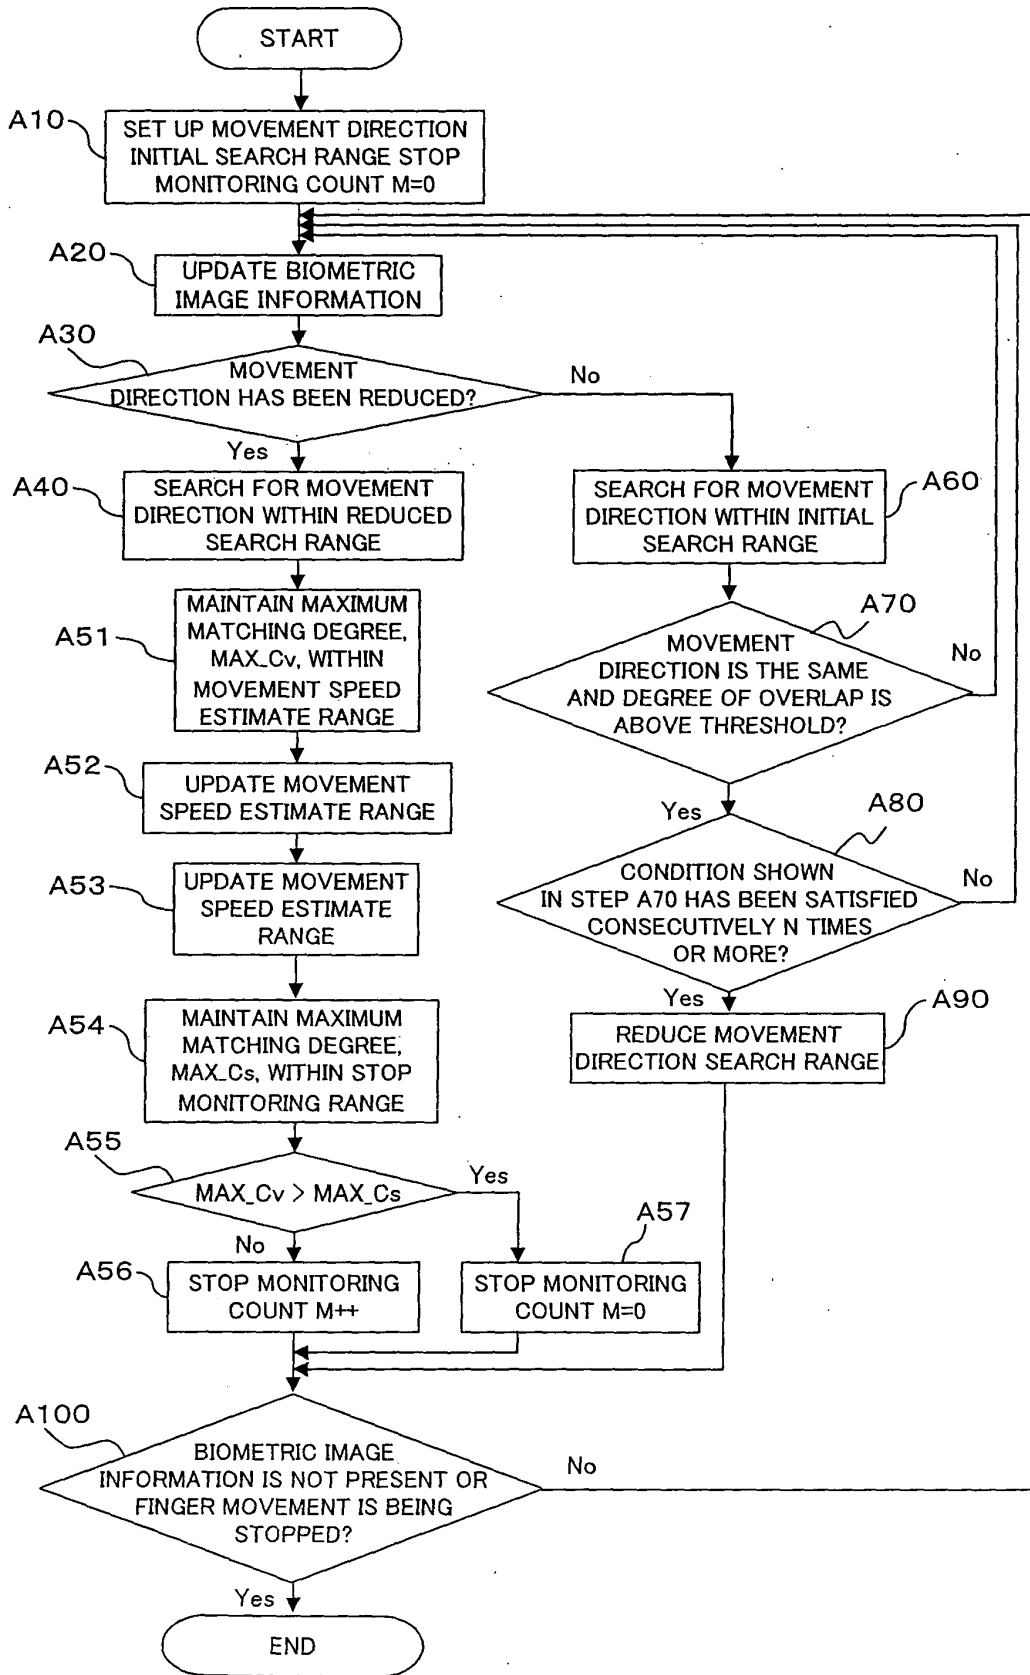 START
A10
SET UP MOVEMENT DIRECTION
INITIAL SEARCH RANGE STOP
MONITORING COUNT M=0
A20
UPDATE BIOMETRIC
IMAGE INFORMATION
A30
MOVEMENT
DIRECTION HAS BEEN REDUCED?
No
Yes
A40
SEARCH FOR MOVEMENT
DIRECTION WITHIN REDUCED
SEARCH RANGE
A60
SEARCH FOR MOVEMENT
DIRECTION WITHIN INITIAL
SEARCH RANGE
A51
MAINTAIN MAXIMUM
MATCHING DEGREE,
MAX_Cv, WITHIN
MOVEMENT SPEED
ESTIMATE RANGE
A70
MOVEMENT
DIRECTION IS THE SAME
AND DEGREE OF OVERLAP IS
ABOVE THRESHOLD?
No
Yes
A52
UPDATE MOVEMENT
SPEED ESTIMATE RANGE
A80
CONDITION SHOWN
IN STEP A70 HAS BEEN SATISFIED
CONSECUTIVELY N TIMES
OR MORE?
No
Yes
A53
UPDATE MOVEMENT
SPEED ESTIMATE
RANGE
A90
REDUCE MOVEMENT
DIRECTION SEARCH RANGE
A54
MAINTAIN MAXIMUM
MATCHING DEGREE,
MAX_Cs, WITHIN STOP
MONITORING RANGE
A55
MAX_Cv > MAX_Cs
Yes
No
A56
STOP MONITORING
COUNT M++
A57
STOP MONITORING
COUNT M=0
A100
BIOMETRIC IMAGE
INFORMATION IS NOT PRESENT OR
FINGER MOVEMENT IS BEING
STOPPED?
No
Yes
END